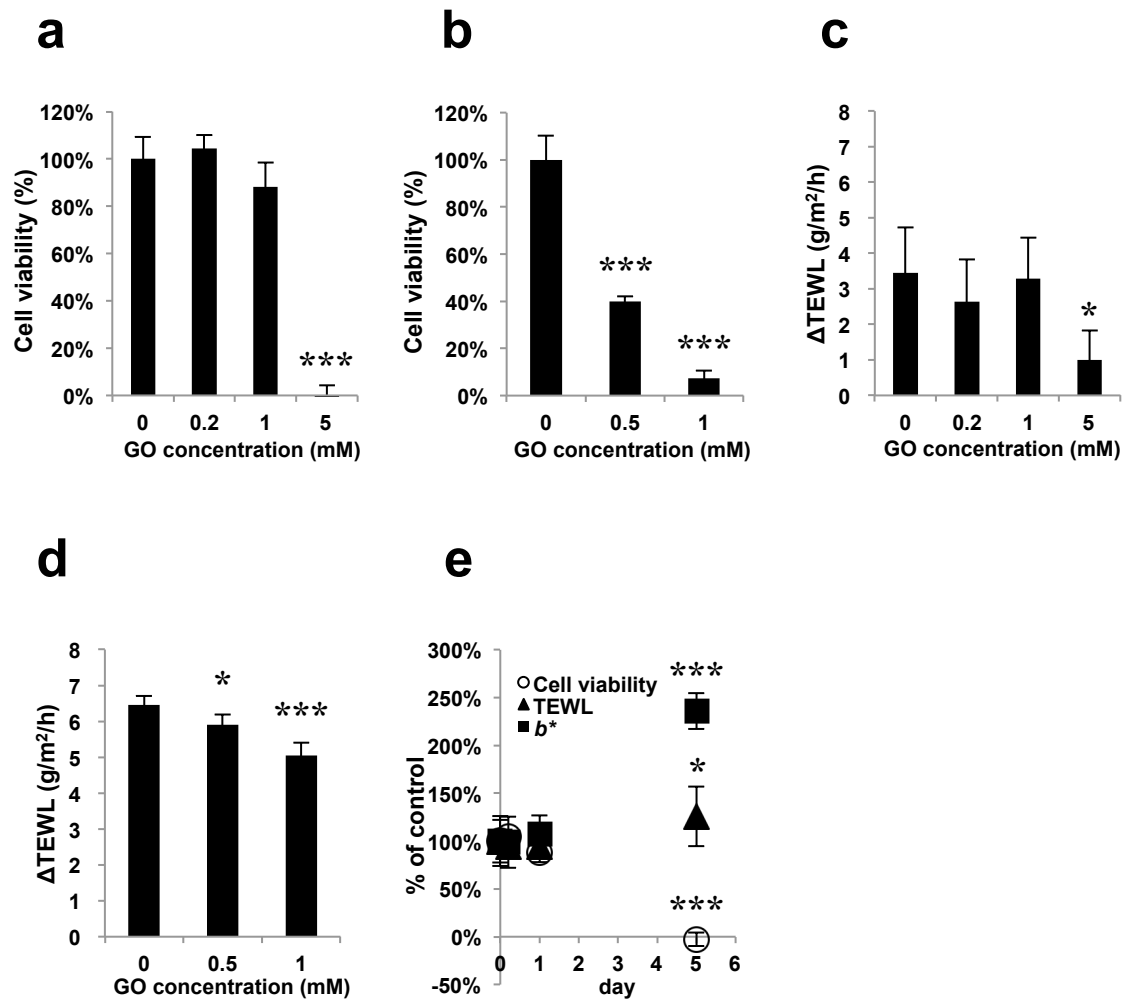 a
120%
100%
80%
60%
40%
20%
0%
Cell viability (%)
***
0 0.2 1 5
GO concentration (mM)
b
120%
100%
80%
60%
40%
20%
0%
Cell viability (%)
***
***
0 0.5 1
GO concentration (mM)
c
8
7
6
5
4
3
2
1
0
ΔTEWL (g/m²/h)
*
0 0.2 1 5
GO concentration (mM)
d
8
7
6
5
4
3
2
1
0
ΔTEWL (g/m²/h)
*
***
0 0.5 1
GO concentration (mM)
e
300%
250%
200%
150%
100%
50%
0%
-50%
% of control
Cell viability
TEWL
b*
***
*
***
0 1 2 3 4 5 6
day